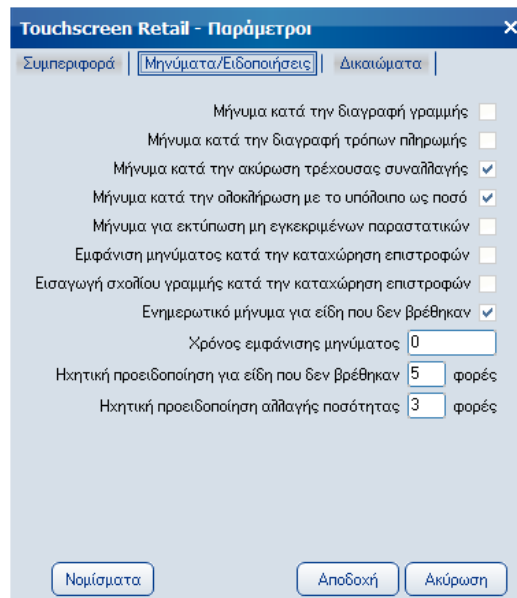 Touchscreen Retail - Παράμετροι
Συμπεριφορά Μηνύματα/Ειδοποιήσεις Δικαιώματα
Μήνυμα κατά την διαγραφή γραμμής
Μήνυμα κατά την διαγραφή τρόπων πληρωμής
Μήνυμα κατά την ακύρωση τρέχουσας συναλλαγής
Μήνυμα κατά την ολοκλήρωση με το υπόλοιπο ως ποσό
Μήνυμα για εκτύπωση μη εγκεκριμένων παραστατικών
Εμφάνιση μηνύματος κατά την καταχώρηση επιστροφών
Εισαγωγή σχολίου γραμμής κατά την καταχώρηση επιστροφών
Ενημερωτικό μήνυμα για είδη που δεν βρέθηκαν
Χρόνος εμφάνισης μηνύματος 0
Ηχητική προειδοποίηση για είδη που δεν βρέθηκαν 5 φορές
Ηχητική προειδοποίηση αλλαγής ποσότητας 3 φορές
Νομίσματα Αποδοχή Ακύρωση